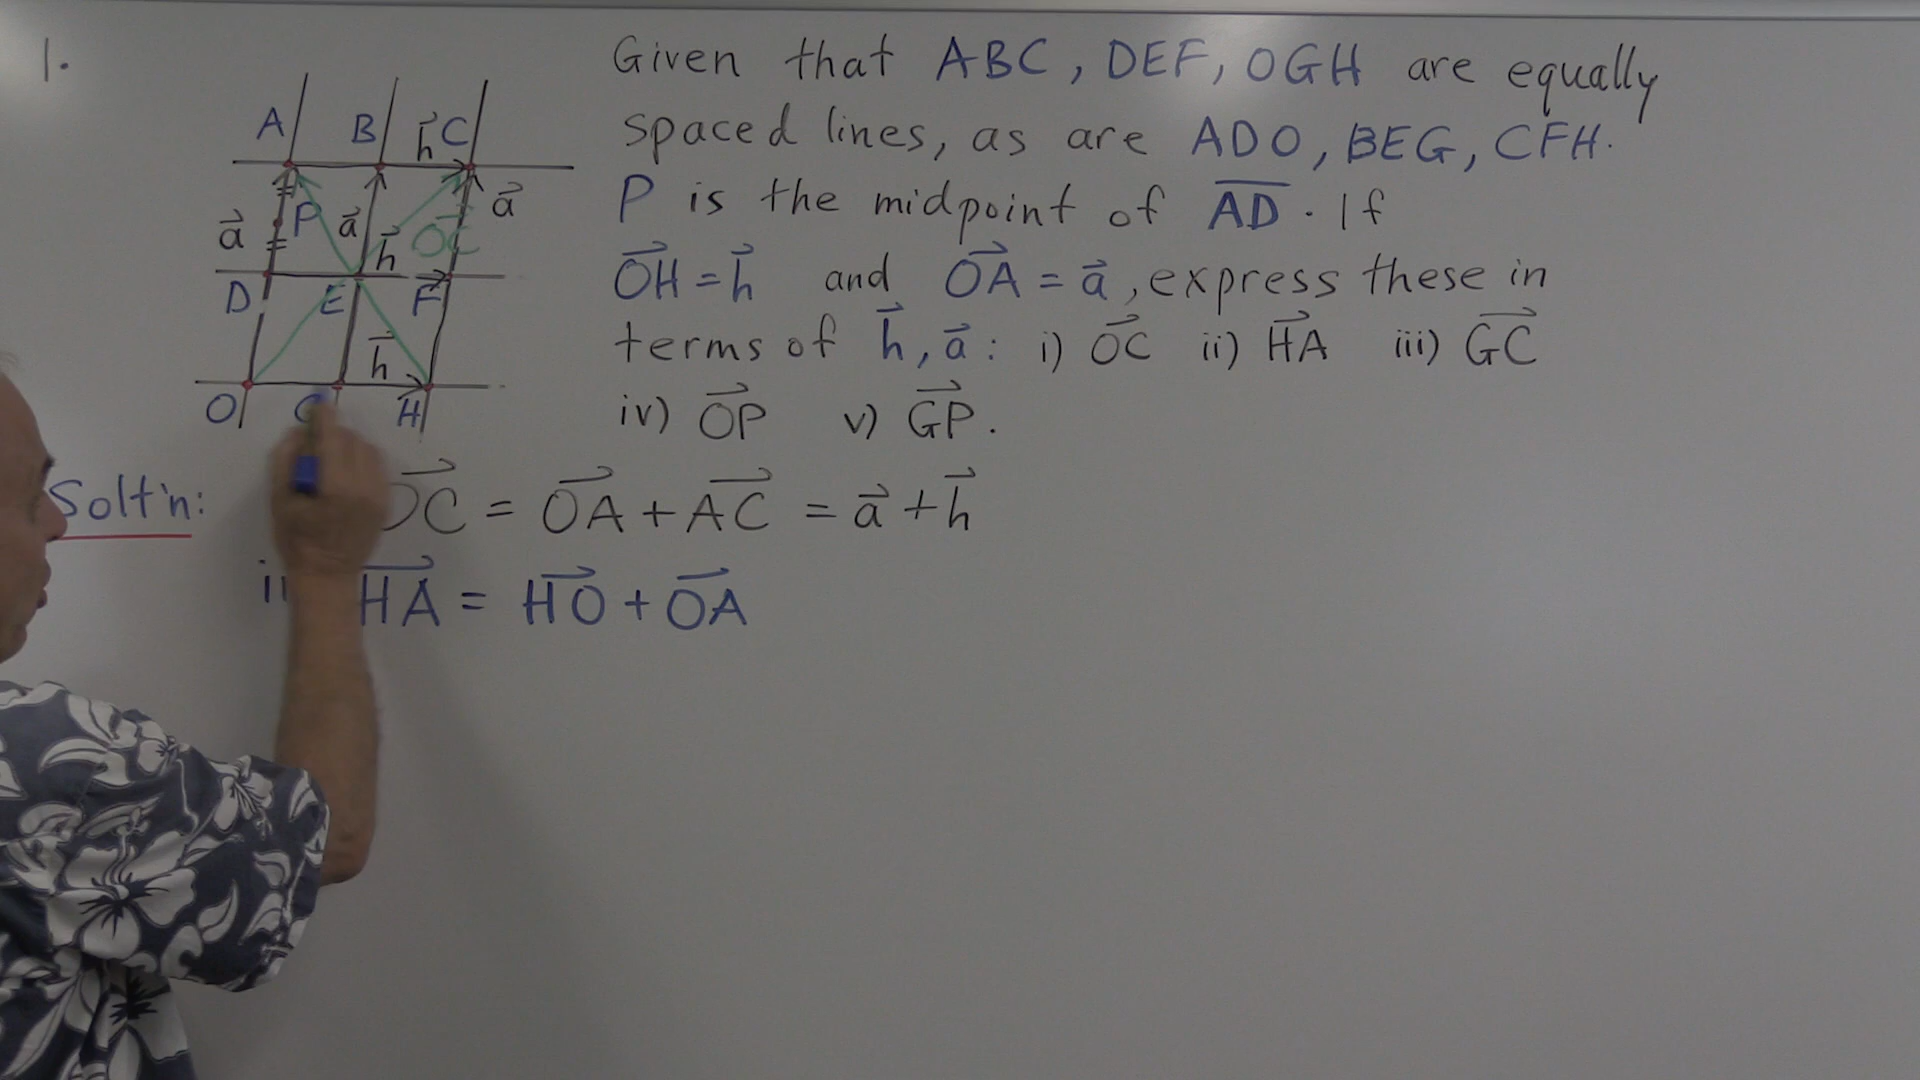 1.
A B h⃗ C
a⃗ P a⃗ h⃗ OC⃗ a⃗
D E F
h⃗
O G H
Given that ABC, DEF, OGH are equally
spaced lines, as are ADO, BEG, CFH.
P is the midpoint of A̅D̅. If
OH⃗ = h⃗ and OA⃗ = a⃗, express these in
terms of h⃗, a⃗: i) OC⃗ ii) HA⃗ iii) GC⃗
iv) OP⃗ v) GP⃗.
Solt'n:
OC⃗ = OA⃗ + AC⃗ = a⃗ + h⃗
HA⃗ = HO⃗ + OA⃗